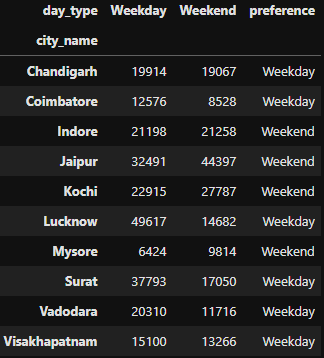 day_type Weekday Weekend preference
city_name
Chandigarh 19914 19067 Weekday
Coimbatore 12576 8528 Weekday
Indore 21198 21258 Weekend
Jaipur 32491 44397 Weekend
Kochi 22915 27787 Weekend
Lucknow 49617 14682 Weekday
Mysore 6424 9814 Weekend
Surat 37793 17050 Weekday
Vadodara 20310 11716 Weekday
Visakhapatnam 15100 13266 Weekday